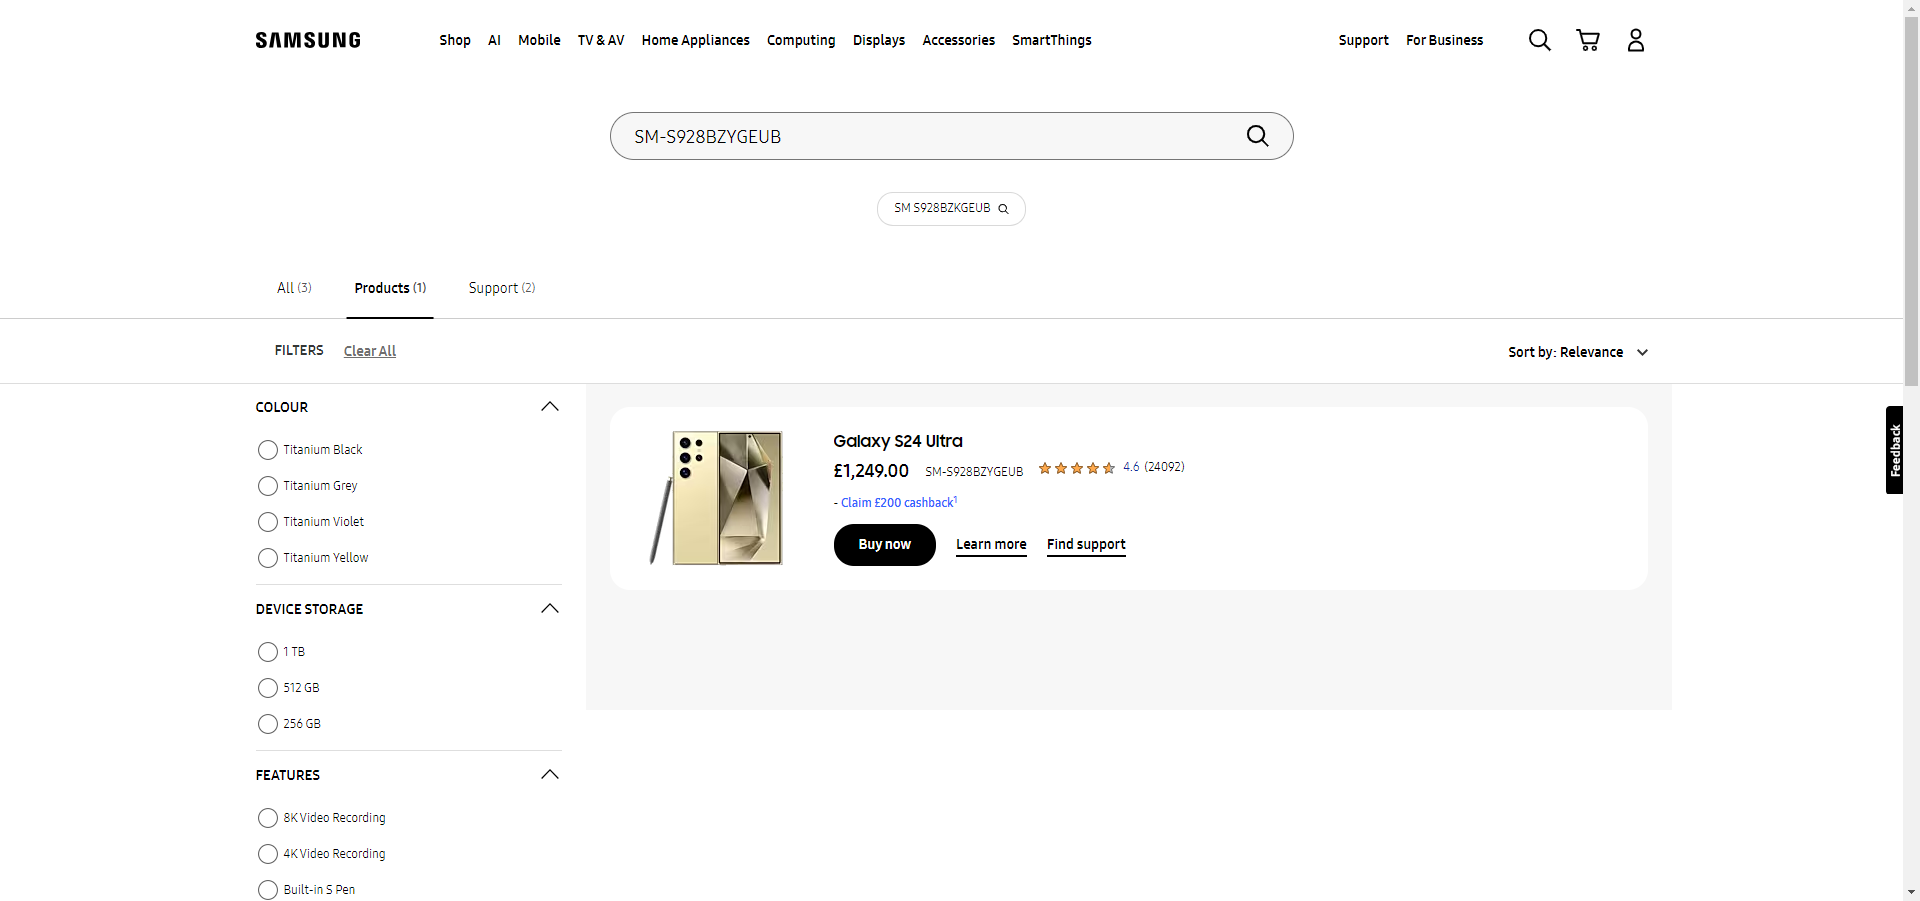 SAMSUNG
Shop AI Mobile TV & AV Home Appliances Computing Displays Accessories SmartThings Support For Business
SM-S928BZYGEUB
SM S928BZKGEUB
All (3) Products (1) Support (2)
FILTERS Clear All
Sort by: Relevance
COLOUR
Titanium Black
Titanium Grey
Titanium Violet
Titanium Yellow
DEVICE STORAGE
1 TB
512 GB
256 GB
FEATURES
8K Video Recording
4K Video Recording
Built-in S Pen
Galaxy S24 Ultra
£1,249.00 SM-S928BZYGEUB 4.6 (24092)
- Claim £200 cashback¹
Buy now Learn more Find support
Feedback